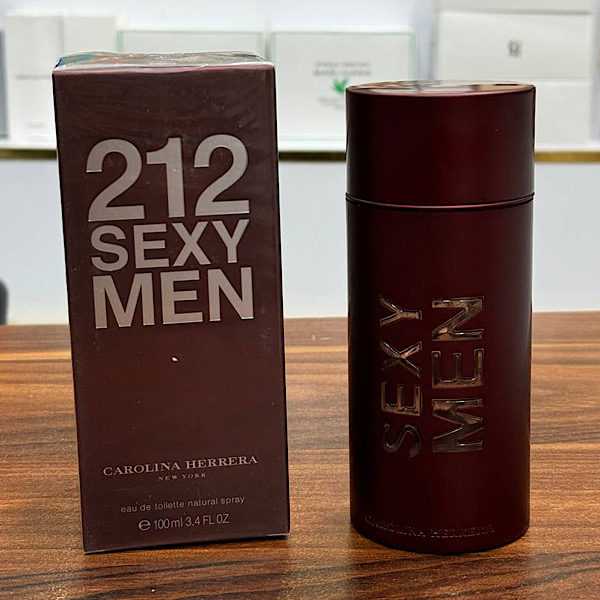 212
SEXY
MEN
CAROLINA HERRERA
NEW YORK
eau de toilette natural spray
℮ 100ml 3.4 FL OZ
SEXY
MEN
CAROLINA HERRERA